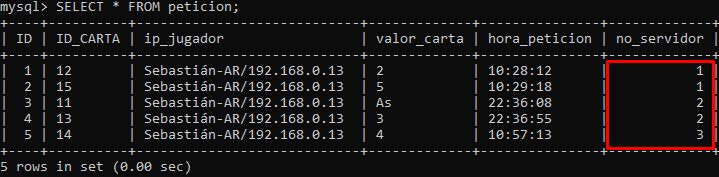 mysql> SELECT * FROM peticion;
+----+----------+---------------------------+-------------+---------------+-------------+
| ID | ID_CARTA | ip_jugador | valor_carta | hora_peticion | no_servidor |
+----+----------+---------------------------+-------------+---------------+-------------+
| 1 | 12 | Sebastián-AR/192.168.0.13 | 2 | 10:28:12 | 1 |
| 2 | 15 | Sebastián-AR/192.168.0.13 | 5 | 10:29:18 | 1 |
| 3 | 11 | Sebastián-AR/192.168.0.13 | As | 22:36:08 | 2 |
| 4 | 13 | Sebastián-AR/192.168.0.13 | 3 | 22:36:55 | 2 |
| 5 | 14 | Sebastián-AR/192.168.0.13 | 4 | 10:57:13 | 3 |
+----+----------+---------------------------+-------------+---------------+-------------+
5 rows in set (0.00 sec)